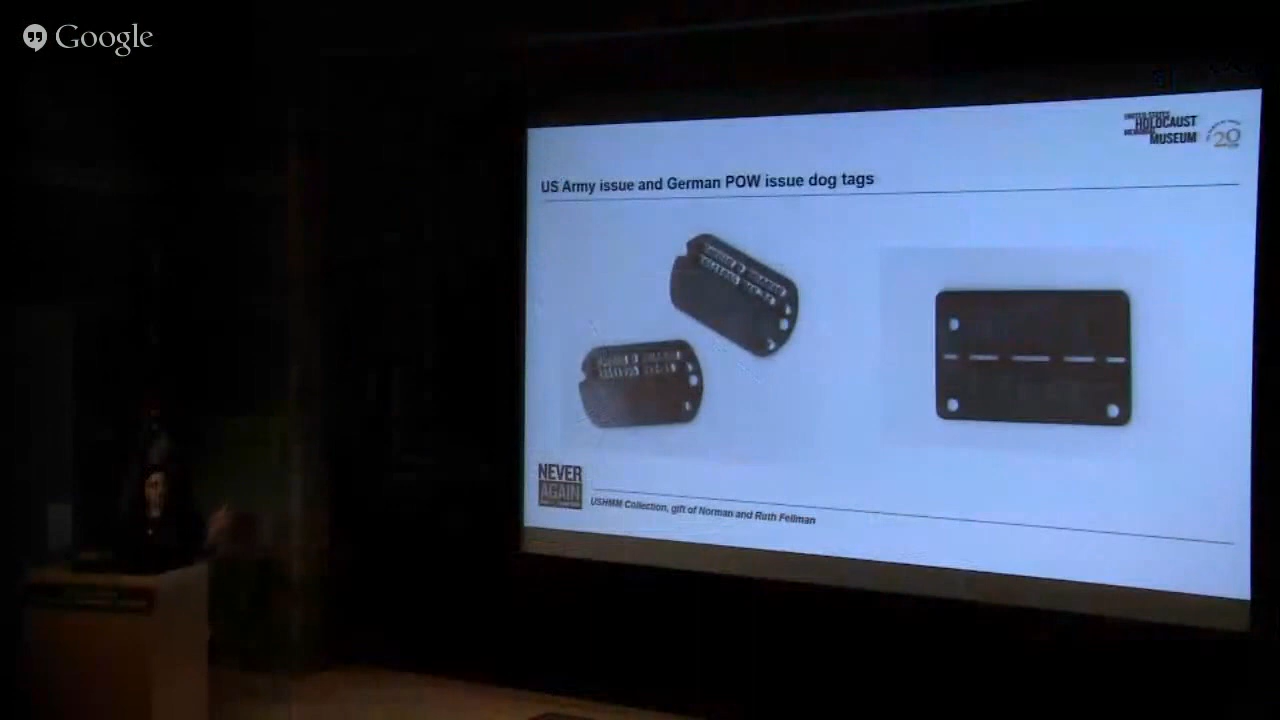 Google
UNITED STATES
HOLOCAUST
MEMORIAL
MUSEUM
20
US Army issue and German POW issue dog tags
NEVER
AGAIN
USHMM Collection, gift of Norman and Ruth Fellman